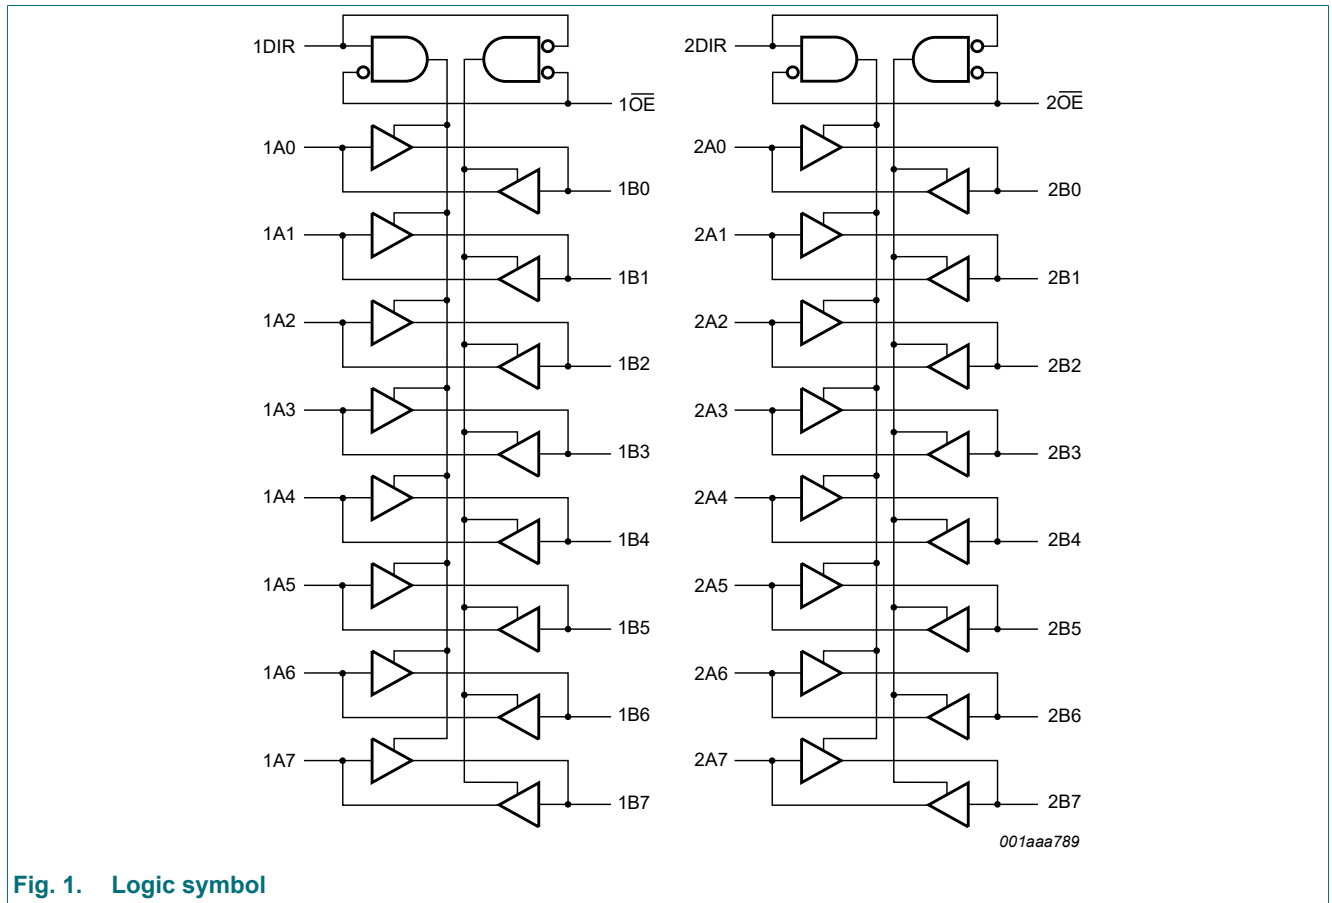 1DIR
2DIR
1O̅E̅
2O̅E̅
1A0
2A0
1B0
2B0
1A1
2A1
1B1
2B1
1A2
2A2
1B2
2B2
1A3
2A3
1B3
2B3
1A4
2A4
1B4
2B4
1A5
2A5
1B5
2B5
1A6
2A6
1B6
2B6
1A7
2A7
1B7
2B7
001aaa789
Fig. 1. Logic symbol